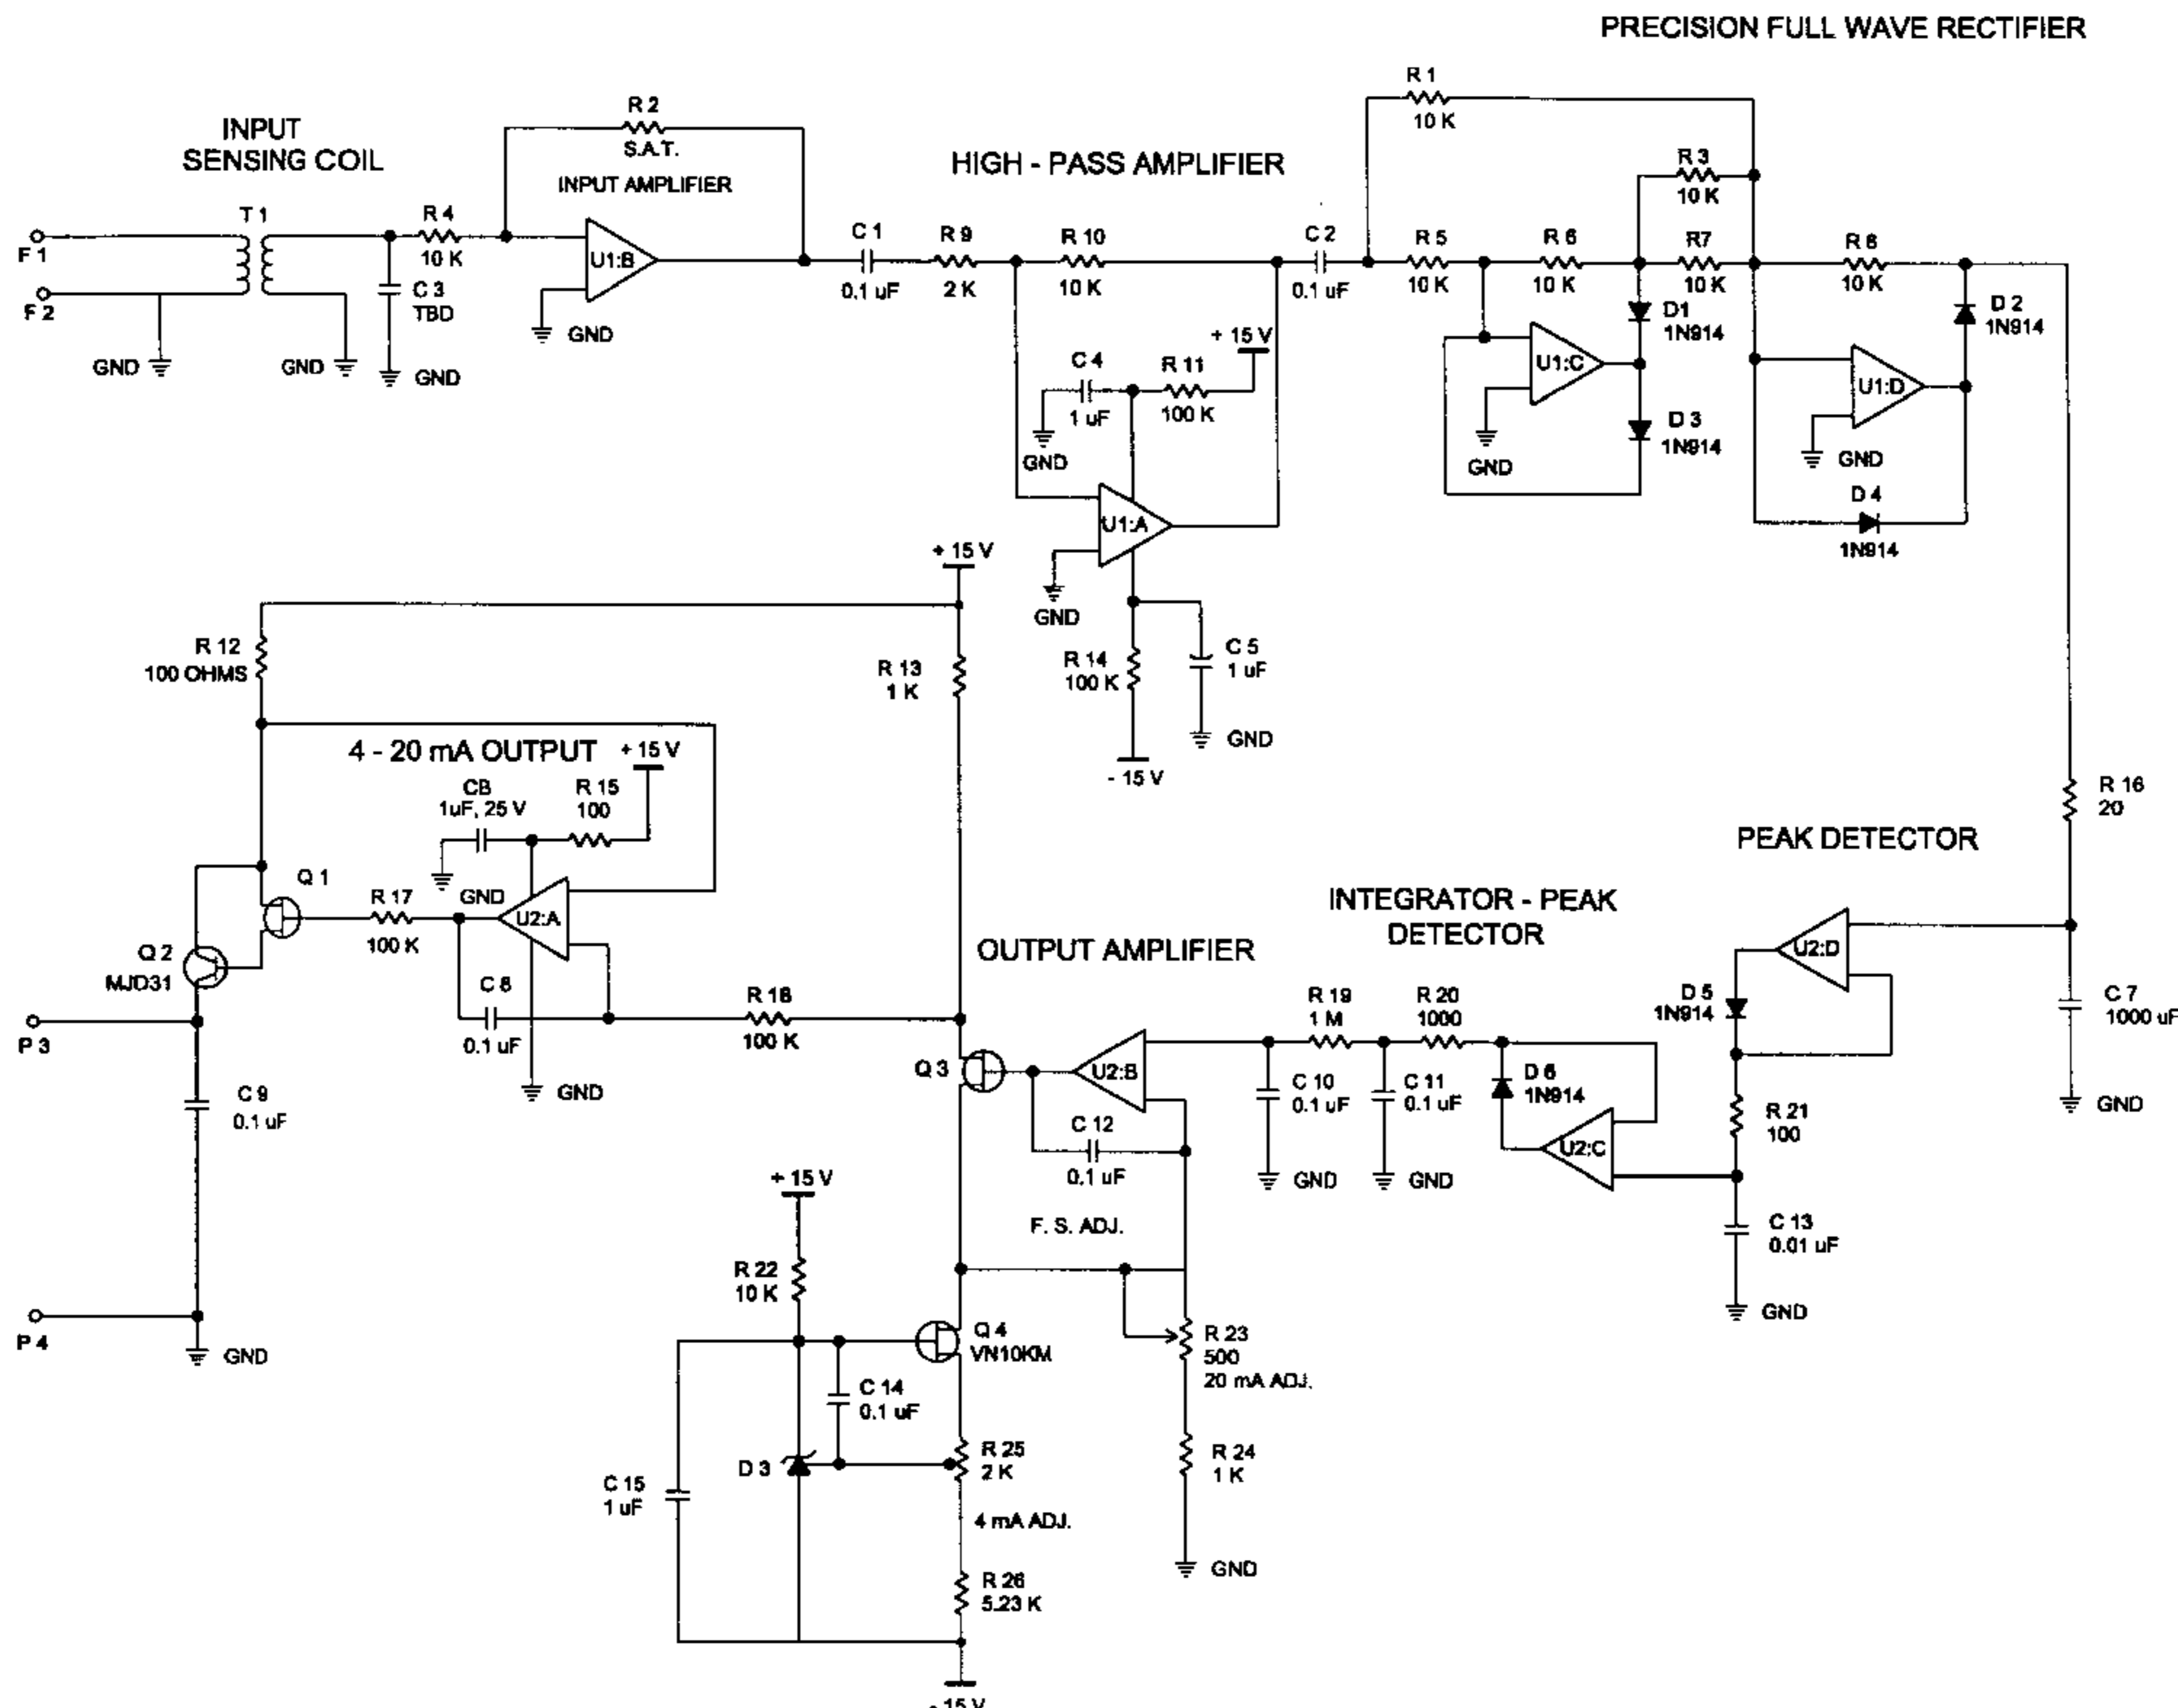 PRECISION FULL WAVE RECTIFIER
R 1
10 K
R 2
S.A.T.
INPUT
SENSING COIL
INPUT AMPLIFIER
HIGH - PASS AMPLIFIER
R 3
10 K
T 1
R 4
10 K
F 1
F 2
U1:B
C 1
0.1 uF
R 9
2 K
R 10
10 K
C 2
0.1 uF
R 5
10 K
R 6
10 K
R7
10 K
R 8
10 K
C 3
TBD
GND
GND
GND
GND
D1
1N914
D 2
1N914
+ 15 V
C 4
1 uF
R 11
100 K
GND
U1:C
U1:D
GND
D 3
1N914
GND
D 4
1N914
U1:A
GND
+ 15 V
R 12
100 OHMS
R 13
1 K
R 14
100 K
C 5
1 uF
GND
- 15 V
4 - 20 mA OUTPUT
+ 15 V
CB
1uF, 25 V
R 15
100
R 16
20
PEAK DETECTOR
Q 1
R 17
100 K
GND
U2:A
INTEGRATOR - PEAK
DETECTOR
OUTPUT AMPLIFIER
Q 2
MJD31
U2:D
C 6
0.1 uF
R 18
100 K
R 19
1 M
R 20
1000
D 5
1N914
C 7
1000 uF
P 3
Q 3
U2:B
GND
C 9
0.1 uF
C 10
0.1 uF
C 11
0.1 uF
D 6
1N914
R 21
100
GND
C 12
0.1 uF
U2:C
GND
GND
+ 15 V
F. S. ADJ.
C 13
0.01 uF
R 22
10 K
GND
P 4
GND
Q 4
VN10KM
R 23
500
20 mA ADJ.
C 14
0.1 uF
D 3
R 25
2 K
R 24
1 K
C 15
1 uF
4 mA ADJ.
GND
R 26
5.23 K
- 15 V